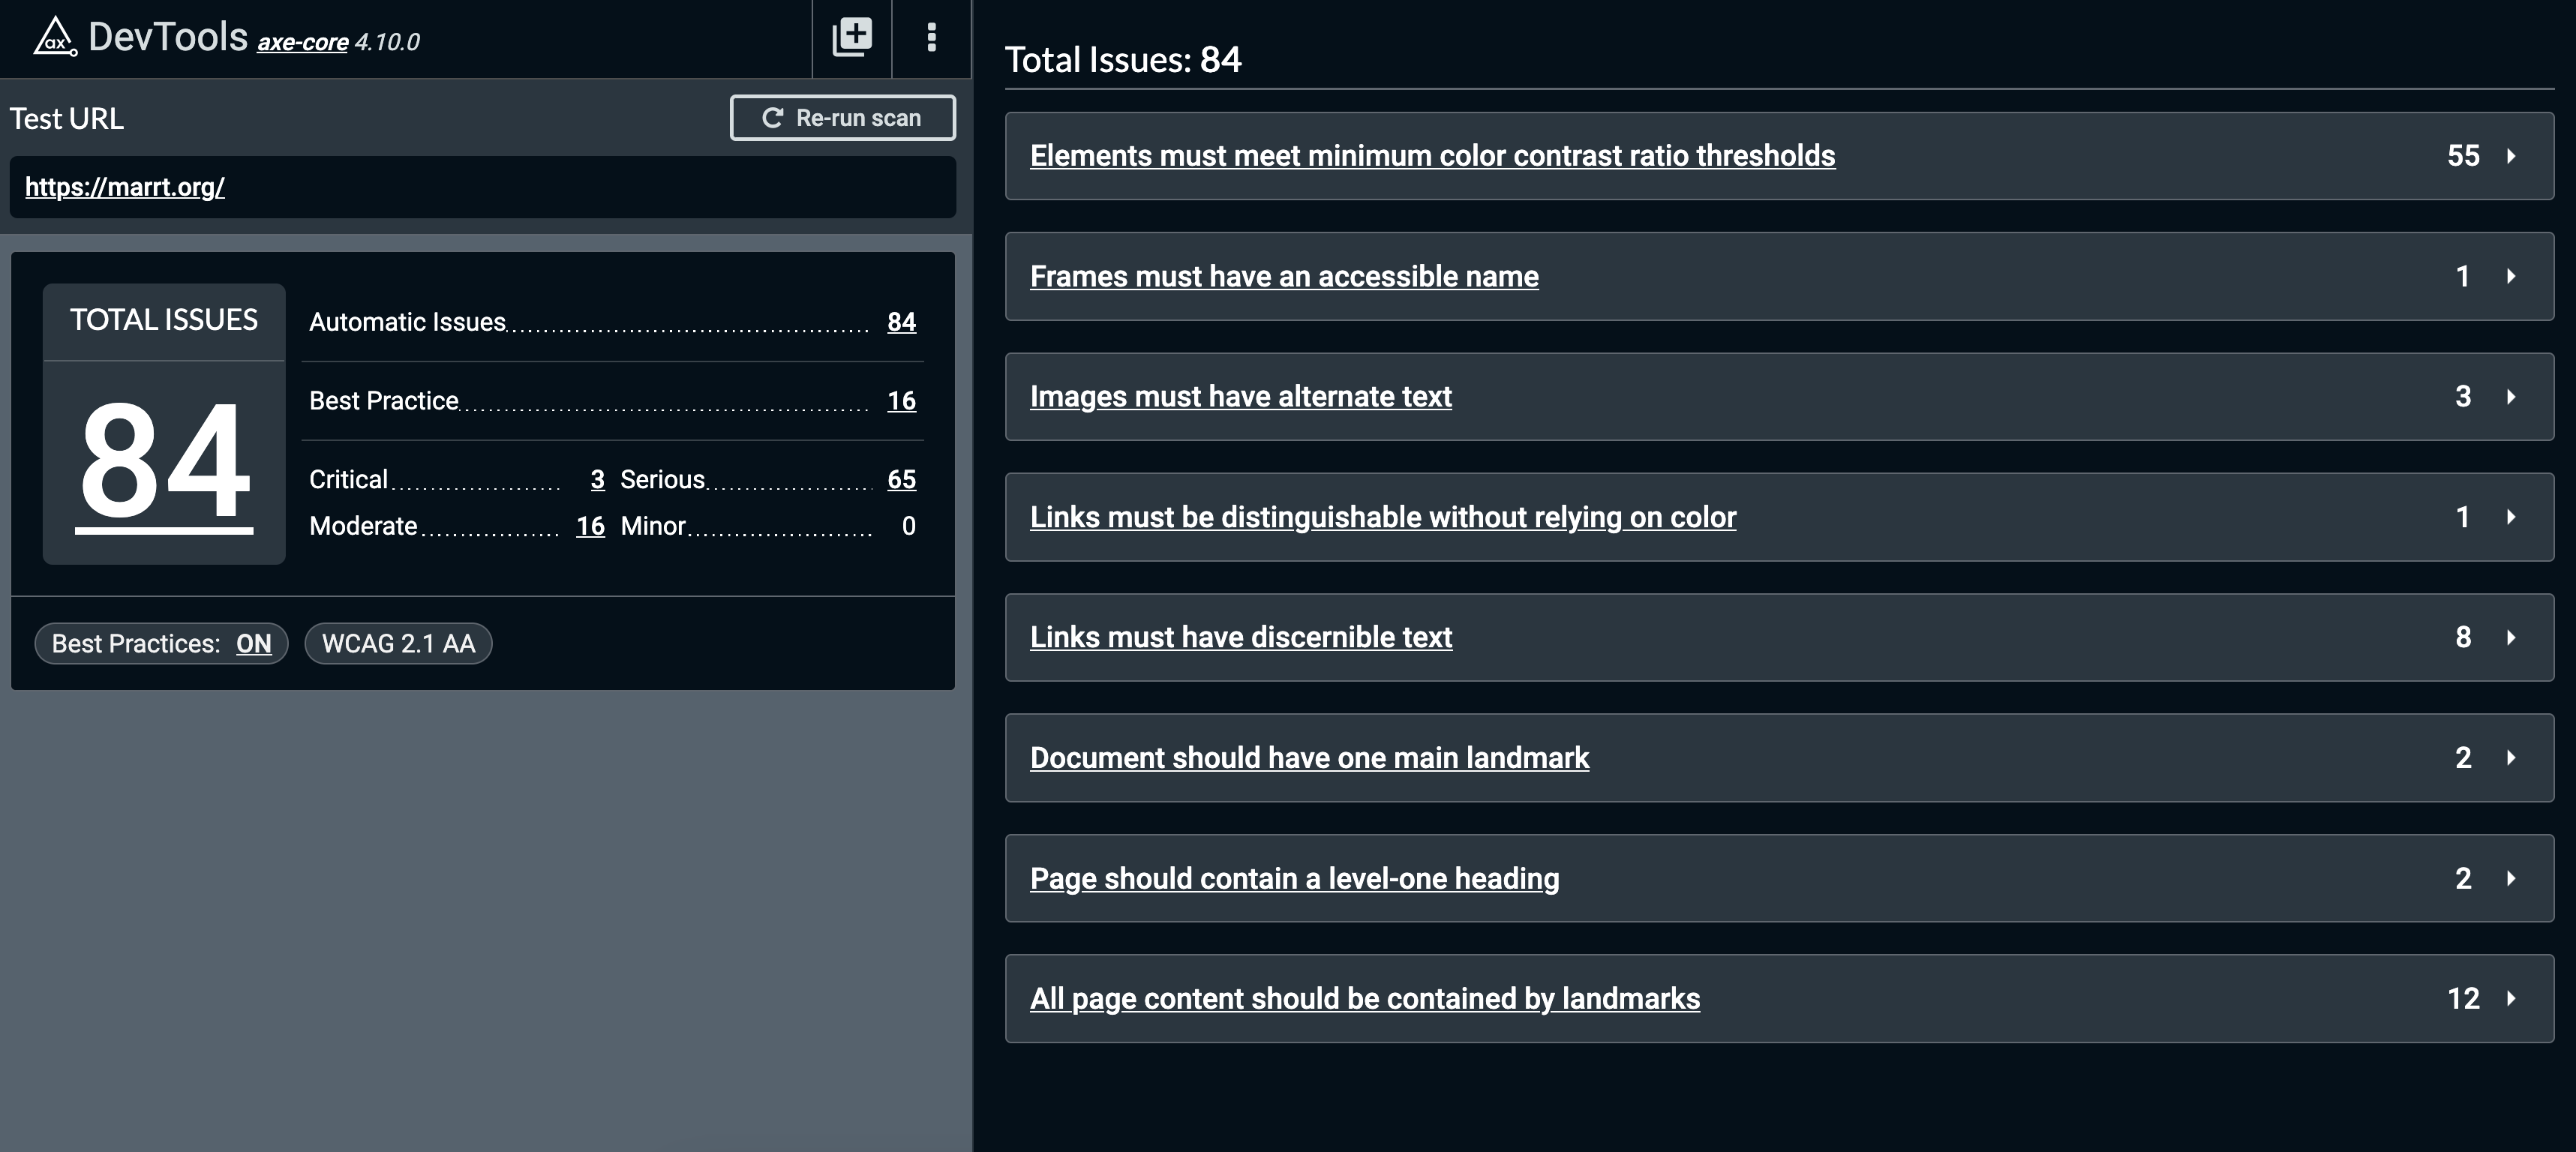 ax DevTools axe-core 4.10.0
Test URL
Re-run scan
https://marrt.org/
TOTAL ISSUES
84
Automatic Issues 84
Best Practice 16
Critical 3 Serious 65
Moderate 16 Minor 0
Best Practices: ON WCAG 2.1 AA
Total Issues: 84
Elements must meet minimum color contrast ratio thresholds 55
Frames must have an accessible name 1
Images must have alternate text 3
Links must be distinguishable without relying on color 1
Links must have discernible text 8
Document should have one main landmark 2
Page should contain a level-one heading 2
All page content should be contained by landmarks 12